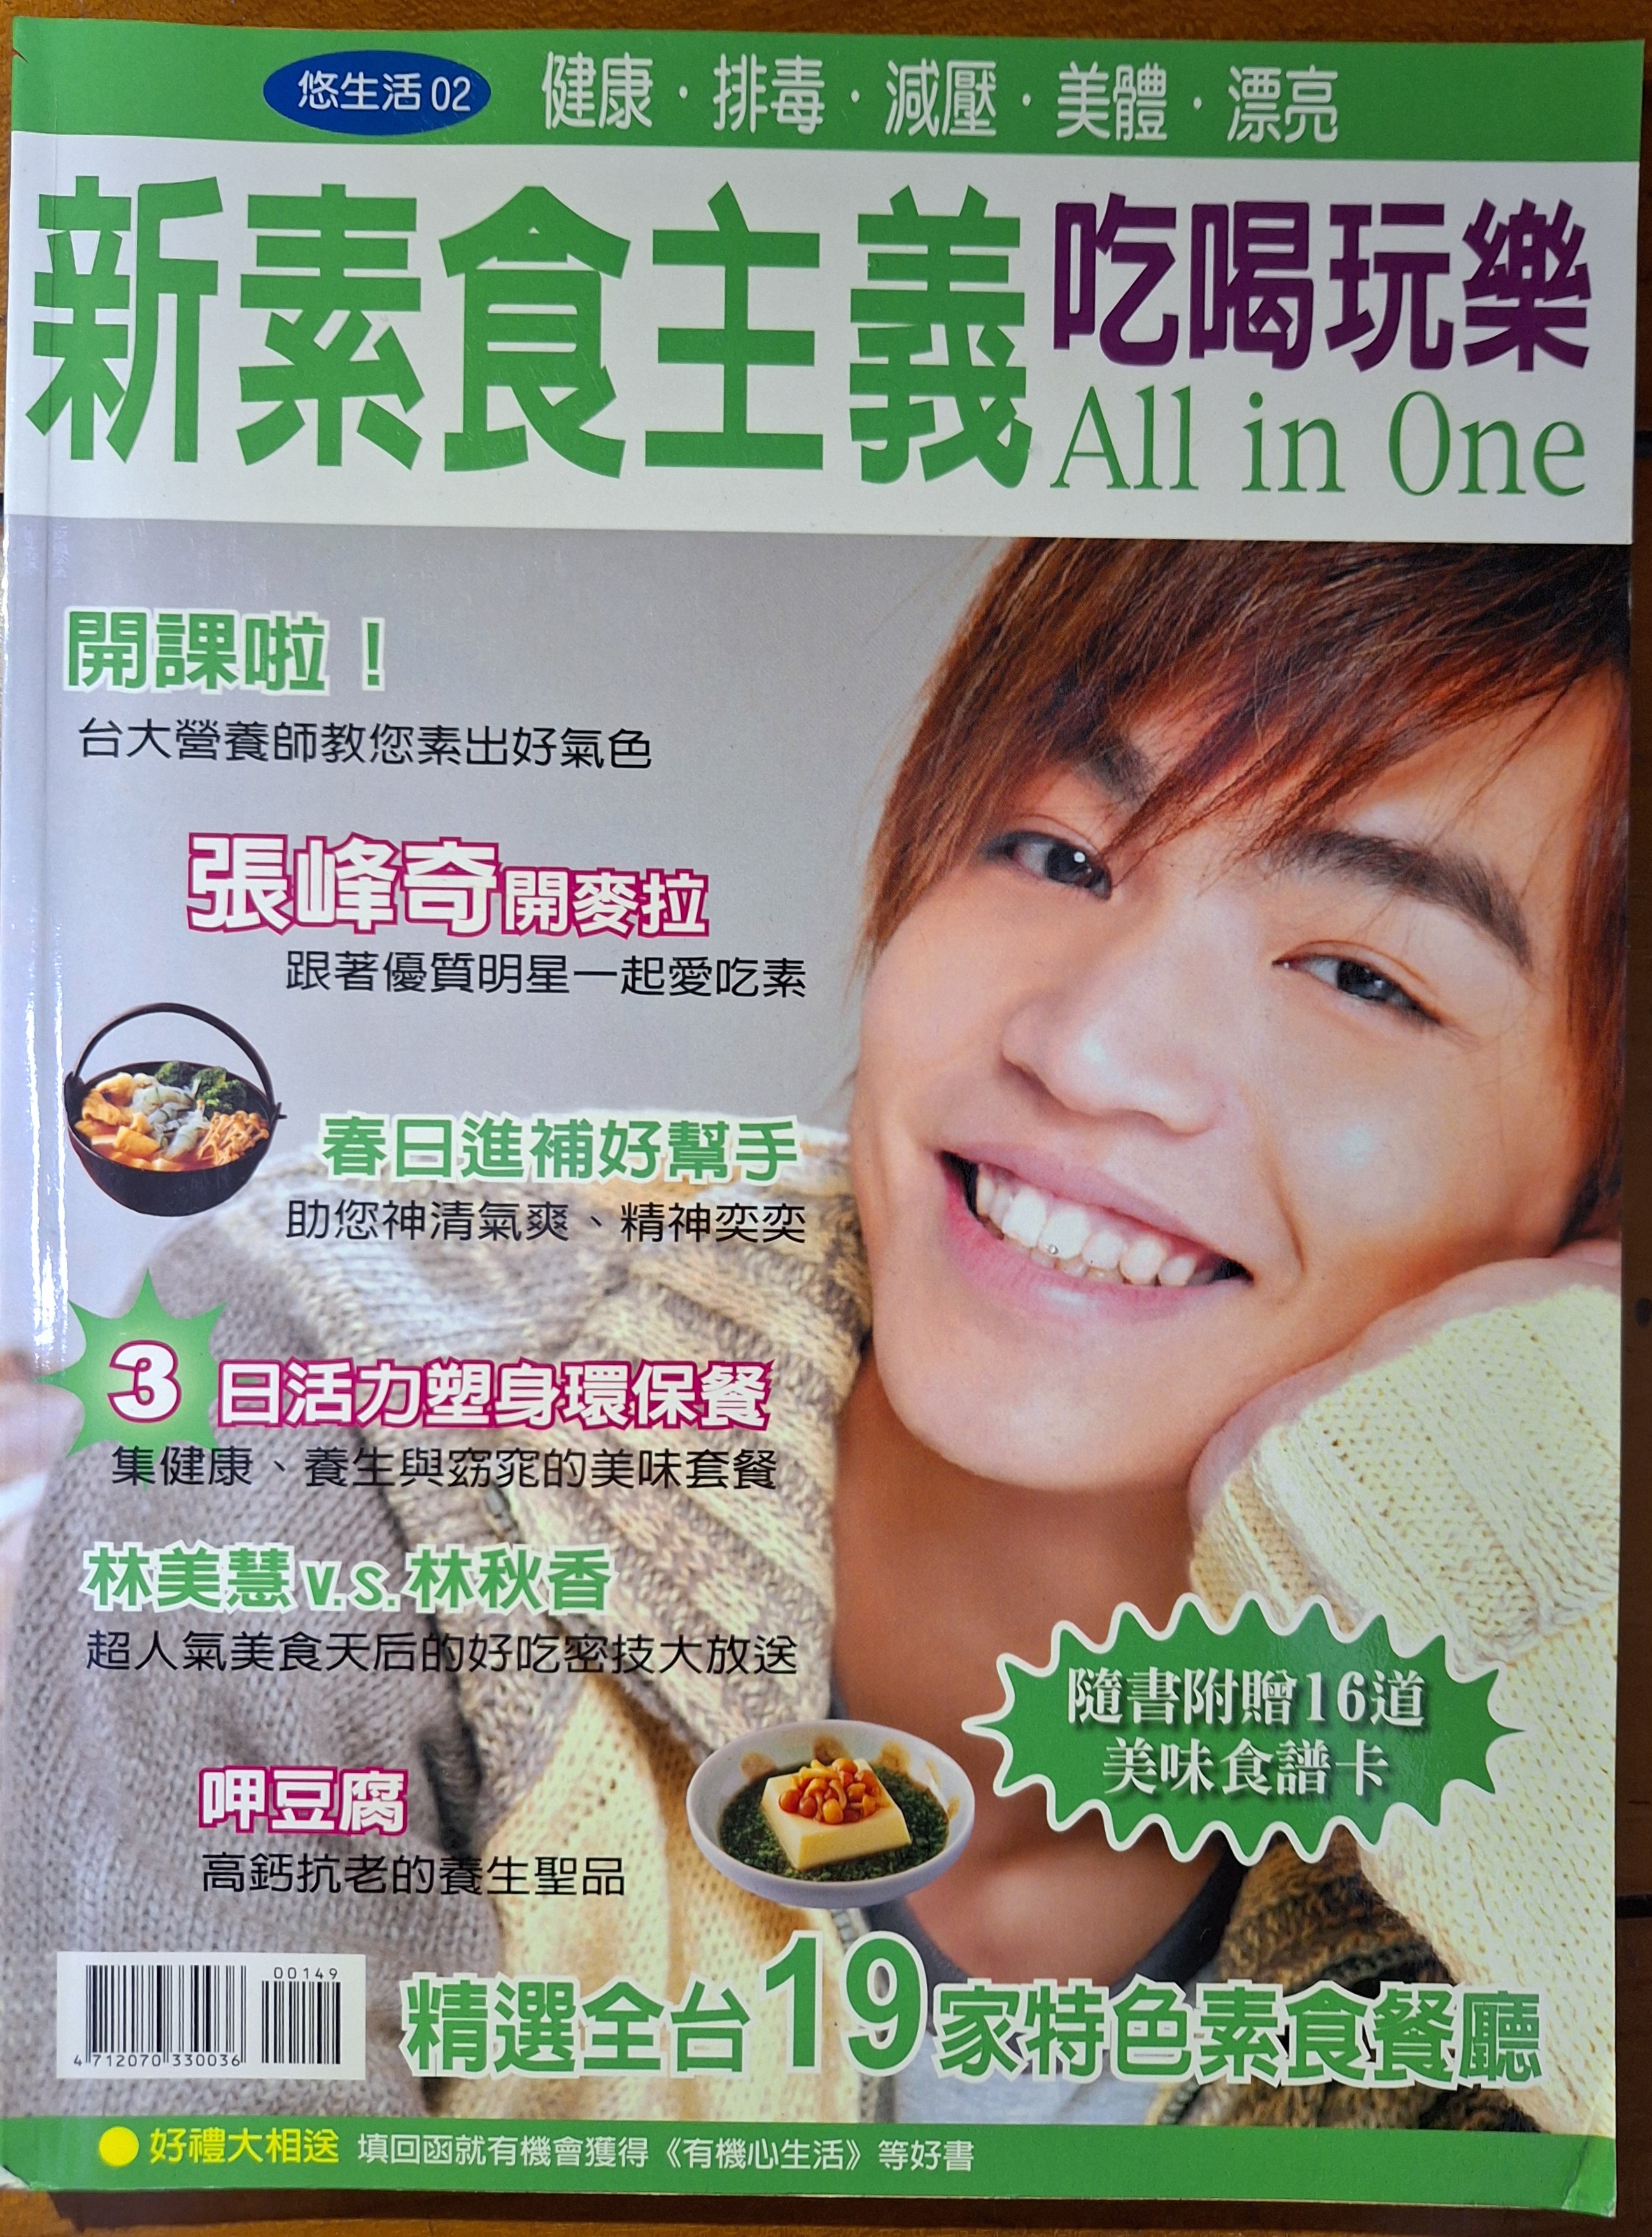 悠生活02
健康・排毒・減壓・美體・漂亮
新素食主義
吃喝玩樂
All in One
開課啦！
台大營養師教您素出好氣色
張峰奇開麥拉
跟著優質明星一起愛吃素
春日進補好幫手
助您神清氣爽、精神奕奕
3日活力塑身環保餐
集健康、養生與窈窕的美味套餐
林美慧v.s.林秋香
超人氣美食天后的好吃密技大放送
隨書附贈16道
美味食譜卡
呷豆腐
高鈣抗老的養生聖品
00149
4712070330036
精選全台19家特色素食餐廳
好禮大相送 填回函就有機會獲得《有機心生活》等好書